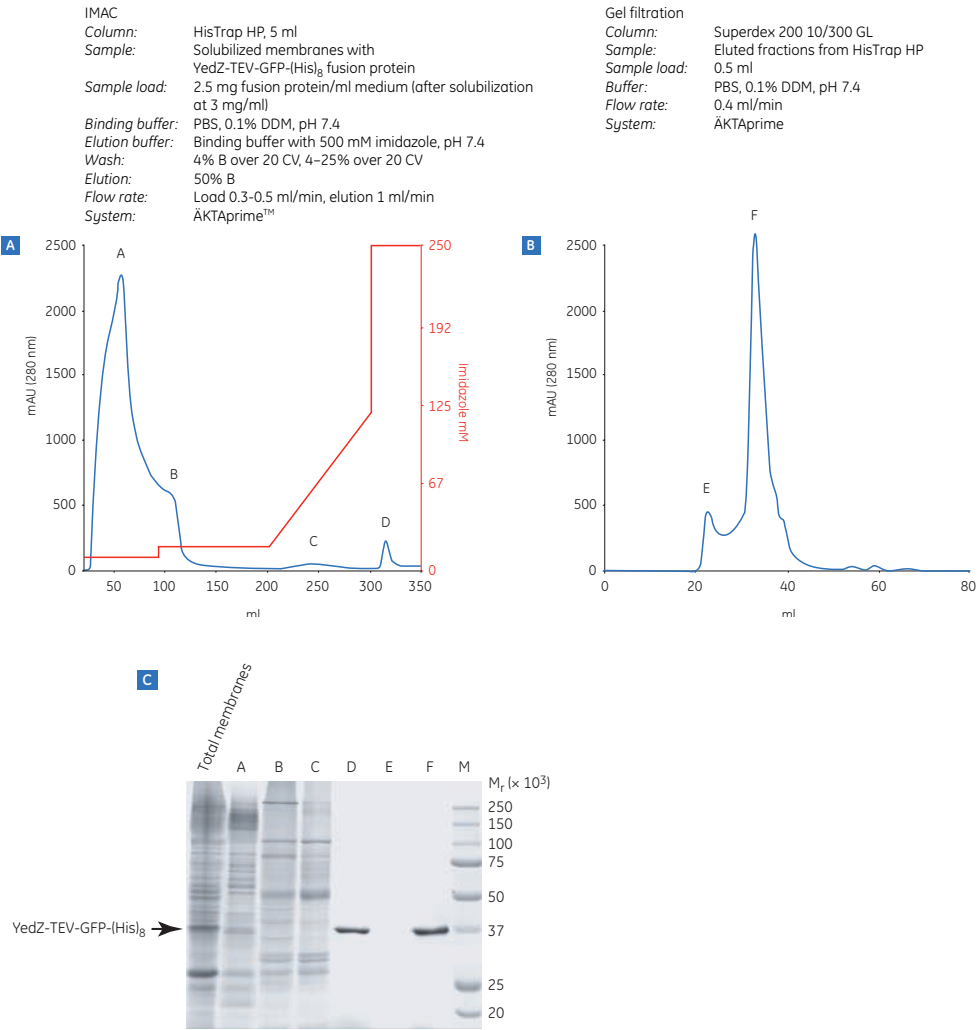 IMAC
Column: HisTrap HP, 5 ml
Sample: Solubilized membranes with
YedZ-TEV-GFP-(His)8 fusion protein
Sample load: 2.5 mg fusion protein/ml medium (after solubilization
at 3 mg/ml)
Binding buffer: PBS, 0.1% DDM, pH 7.4
Elution buffer: Binding buffer with 500 mM imidazole, pH 7.4
Wash: 4% B over 20 CV, 4–25% over 20 CV
Elution: 50% B
Flow rate: Load 0.3-0.5 ml/min, elution 1 ml/min
System: ÄKTAprime™
Gel filtration
Column: Superdex 200 10/300 GL
Sample: Eluted fractions from HisTrap HP
Sample load: 0.5 ml
Buffer: PBS, 0.1% DDM, pH 7.4
Flow rate: 0.4 ml/min
System: ÄKTAprime
A
2500
2000
1500
1000
500
0
mAU (280 nm)
A
B
C
D
250
192
125
67
0
Imidazole mM
50 100 150 200 250 300 350
ml
B
2500
2000
1500
1000
500
0
mAU (280 nm)
E
F
0 20 40 60 80
ml
C
Total membranes A B C D E F M
Mr (× 10³)
250
150
100
75
50
YedZ-TEV-GFP-(His)8 37
25
20